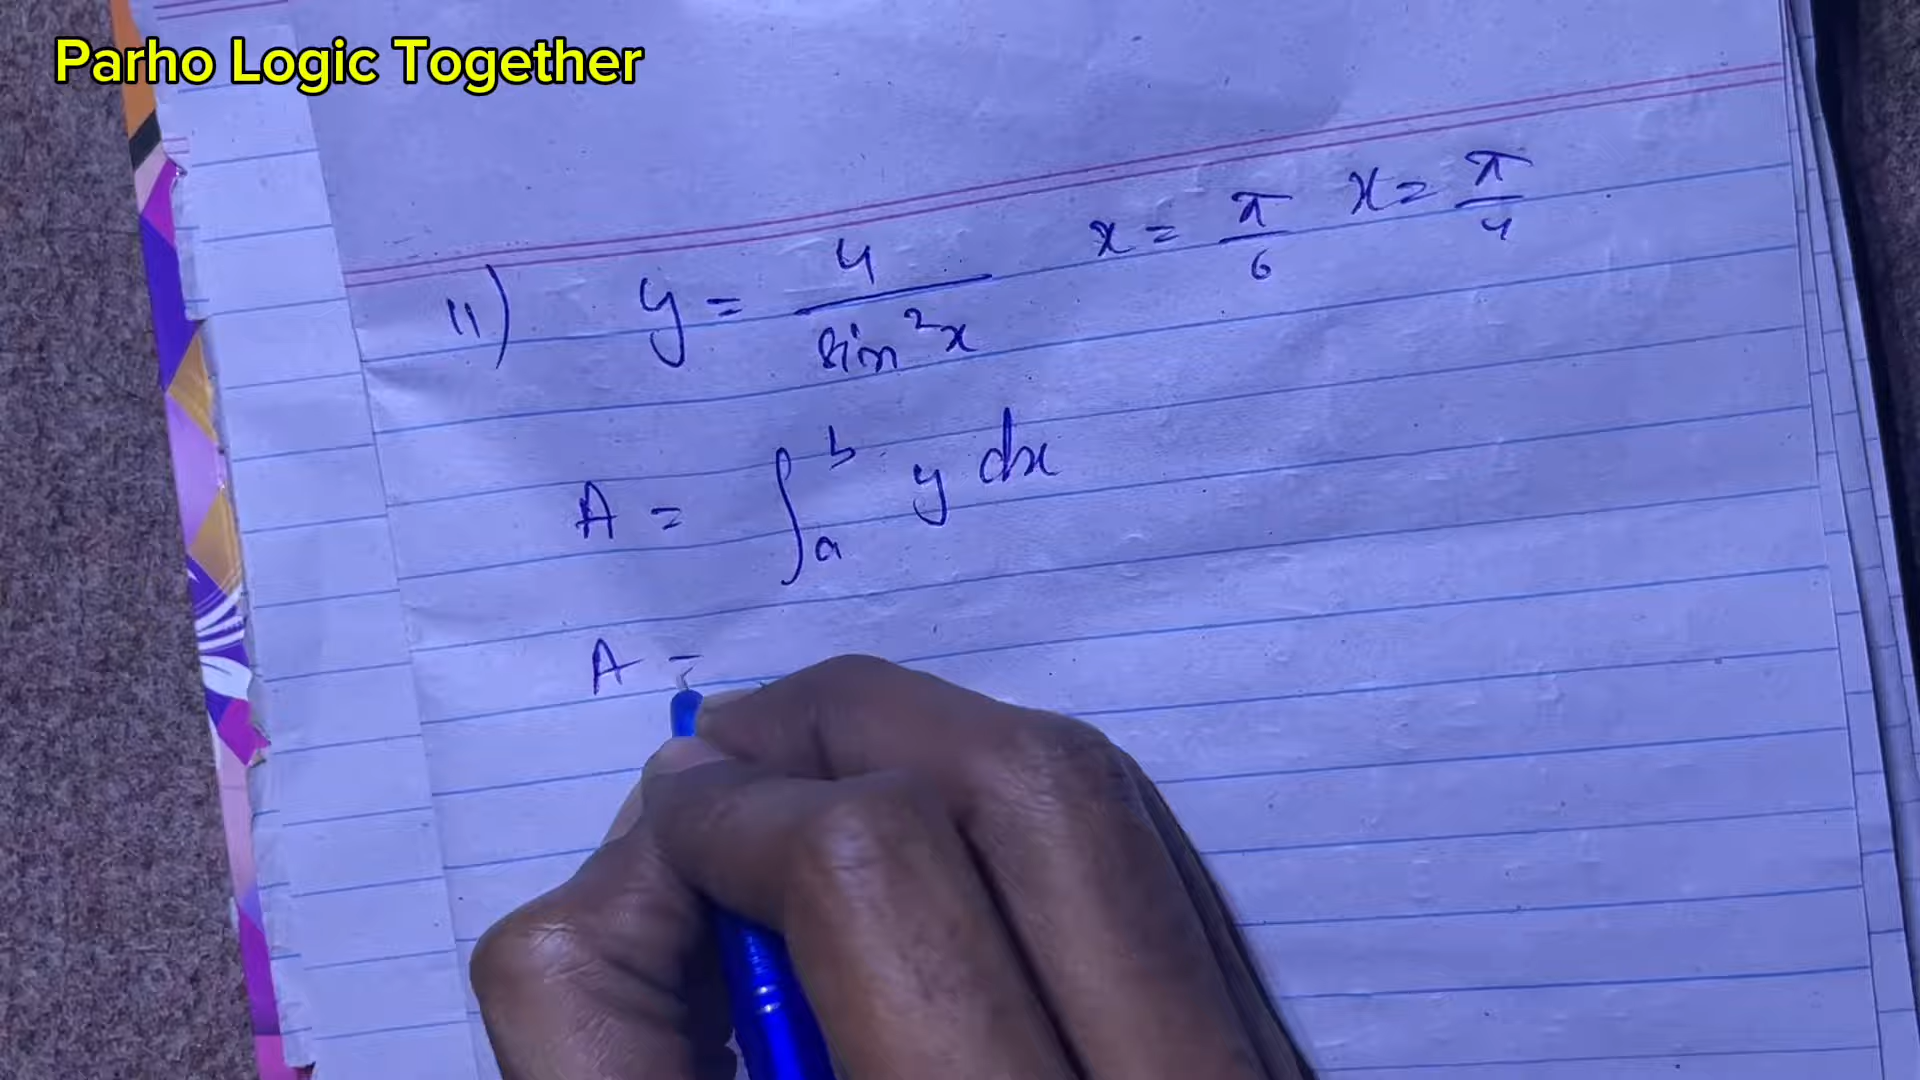 Parho Logic Together
11) y = 4/sin²x x = π/6 x = π/4
A = ∫ₐᵇ y dx
A =